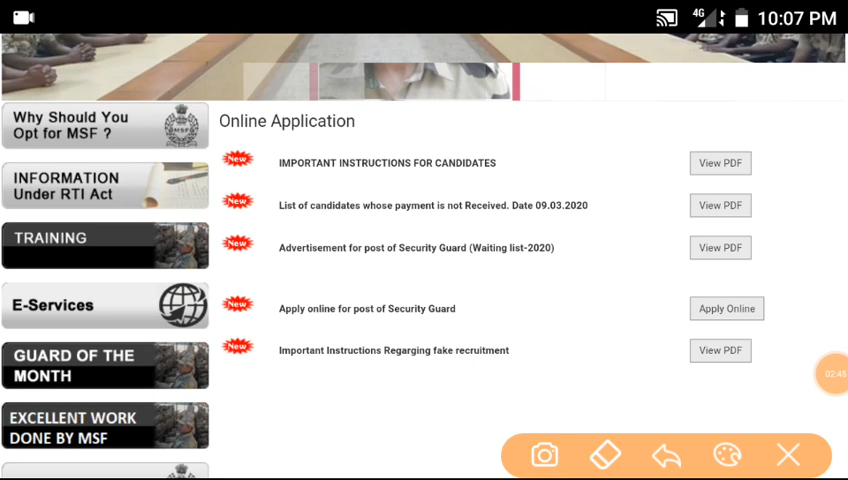 4G 10:07 PM
Why Should You
Opt for MSF ?
MSF
INFORMATION
Under RTI Act
TRAINING
E-Services
GUARD OF THE
MONTH
EXCELLENT WORK
DONE BY MSF
Online Application
New IMPORTANT INSTRUCTIONS FOR CANDIDATES View PDF
New List of candidates whose payment is not Received. Date 09.03.2020 View PDF
New Advertisement for post of Security Guard (Waiting list-2020) View PDF
New Apply online for post of Security Guard Apply Online
New Important Instructions Regarging fake recruitment View PDF
02:45